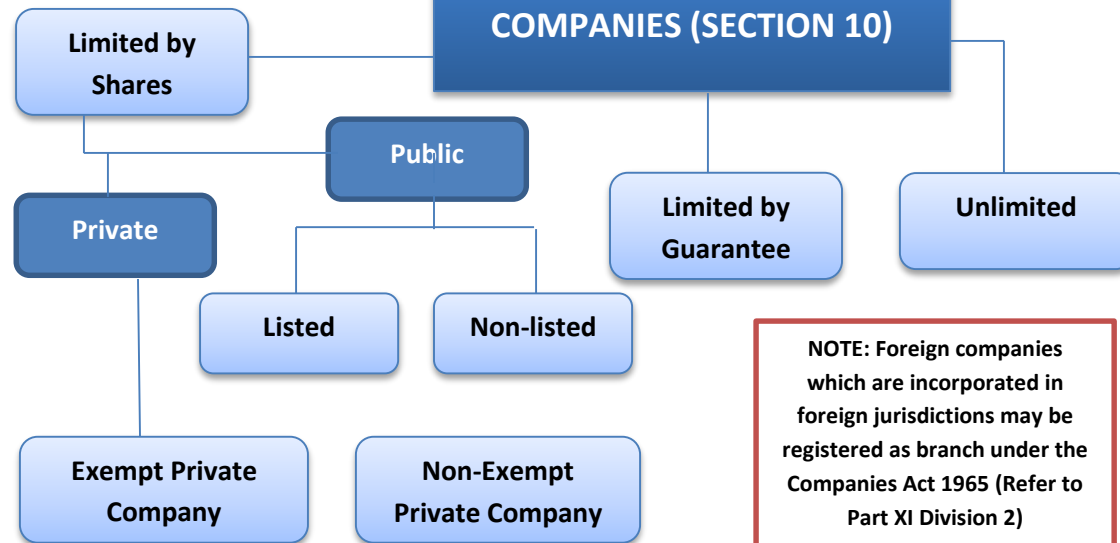 COMPANIES (SECTION 10)
Limited by
Shares
Public
Private
Limited by
Guarantee
Unlimited
Listed
Non-listed
NOTE: Foreign companies
which are incorporated in
foreign jurisdictions may be
registered as branch under the
Companies Act 1965 (Refer to
Part XI Division 2)
Exempt Private
Company
Non-Exempt
Private Company